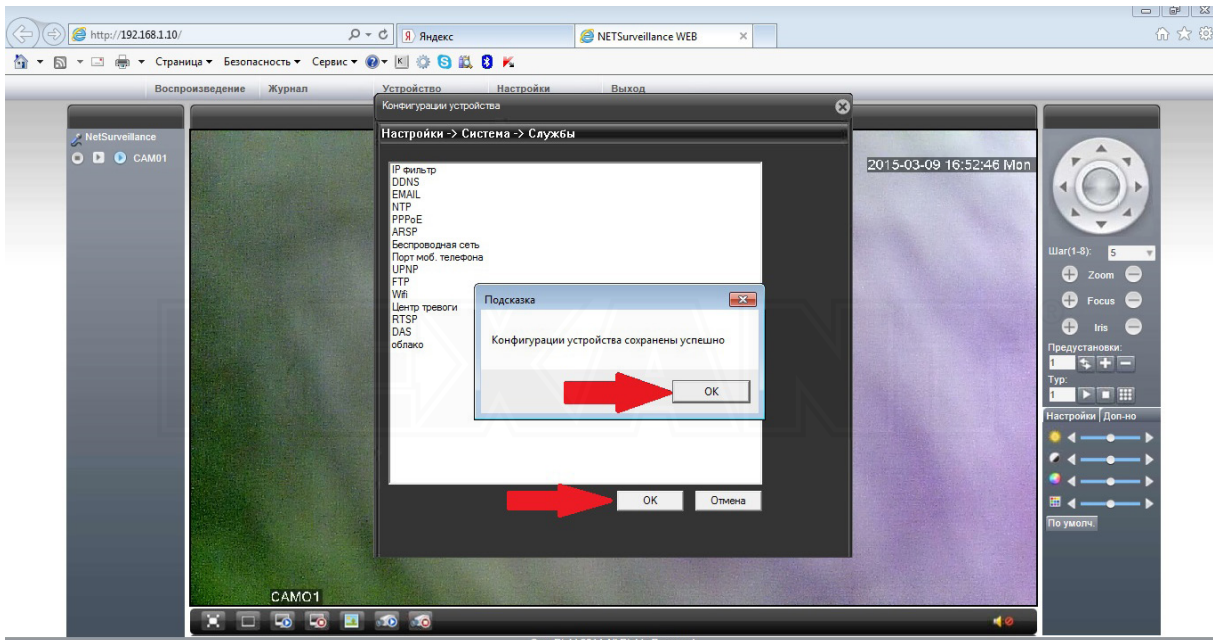 http://192.168.1.10/
Яндекс
NETSurveillance WEB
Страница Безопасность Сервис
Воспроизведение Журнал Устройство Настройки Выход
Конфигурации устройства
Настройки -> Система -> Службы
NetSurveillance
CAM01
2015-03-09 16:52:46 Mon
IP фильтр
DDNS
EMAIL
NTP
PPPoE
ARSP
Беспроводная сеть
Порт моб. телефона
UPNP
FTP
Wifi
Центр тревоги
RTSP
DAS
облако
Подсказка
Конфигурации устройства сохранены успешно
OK
OK Отмена
Шаг(1-8): 5
Zoom
Focus
Iris
Предустановки:
1
Тур:
1
Настройки Доп-но
По умолч.
CAM01
REXANT